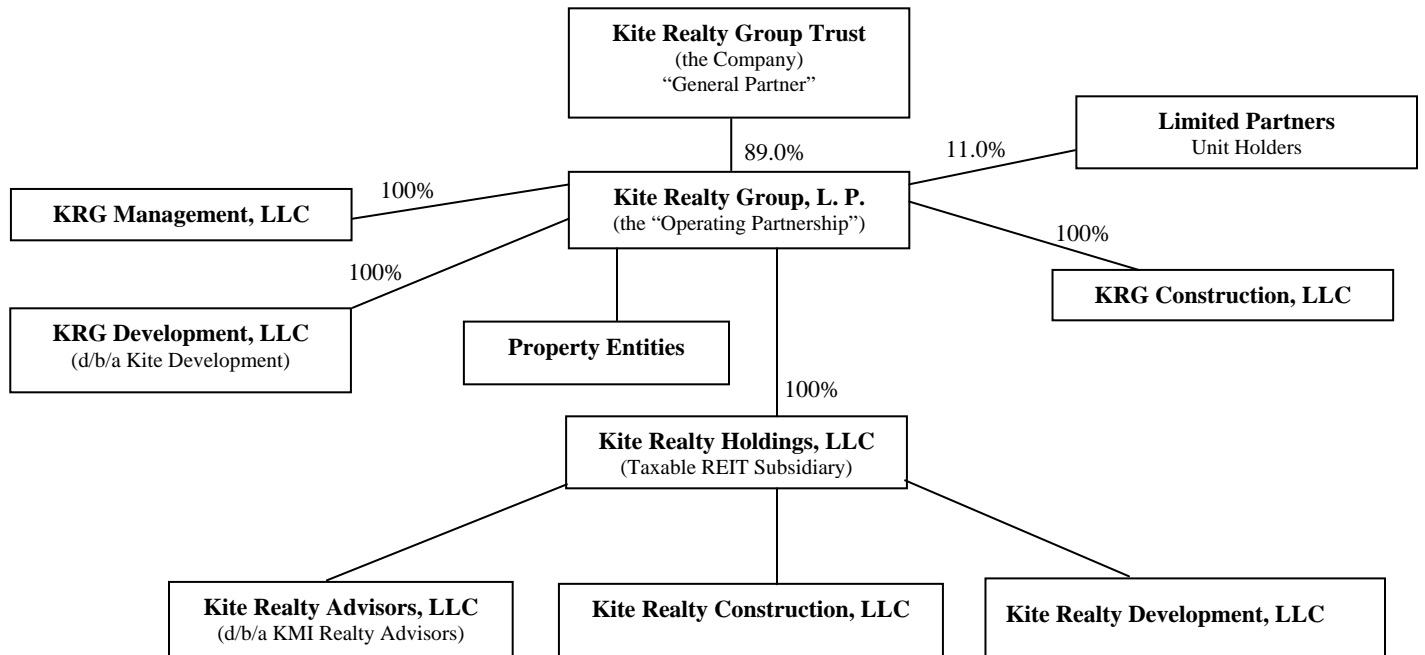 Kite Realty Group Trust
(the Company)
“General Partner”
Limited Partners
Unit Holders
89.0%
11.0%
100%
KRG Management, LLC
Kite Realty Group, L. P.
(the “Operating Partnership”)
100%
100%
KRG Construction, LLC
KRG Development, LLC
(d/b/a Kite Development)
Property Entities
100%
Kite Realty Holdings, LLC
(Taxable REIT Subsidiary)
Kite Realty Advisors, LLC
(d/b/a KMI Realty Advisors)
Kite Realty Construction, LLC
Kite Realty Development, LLC